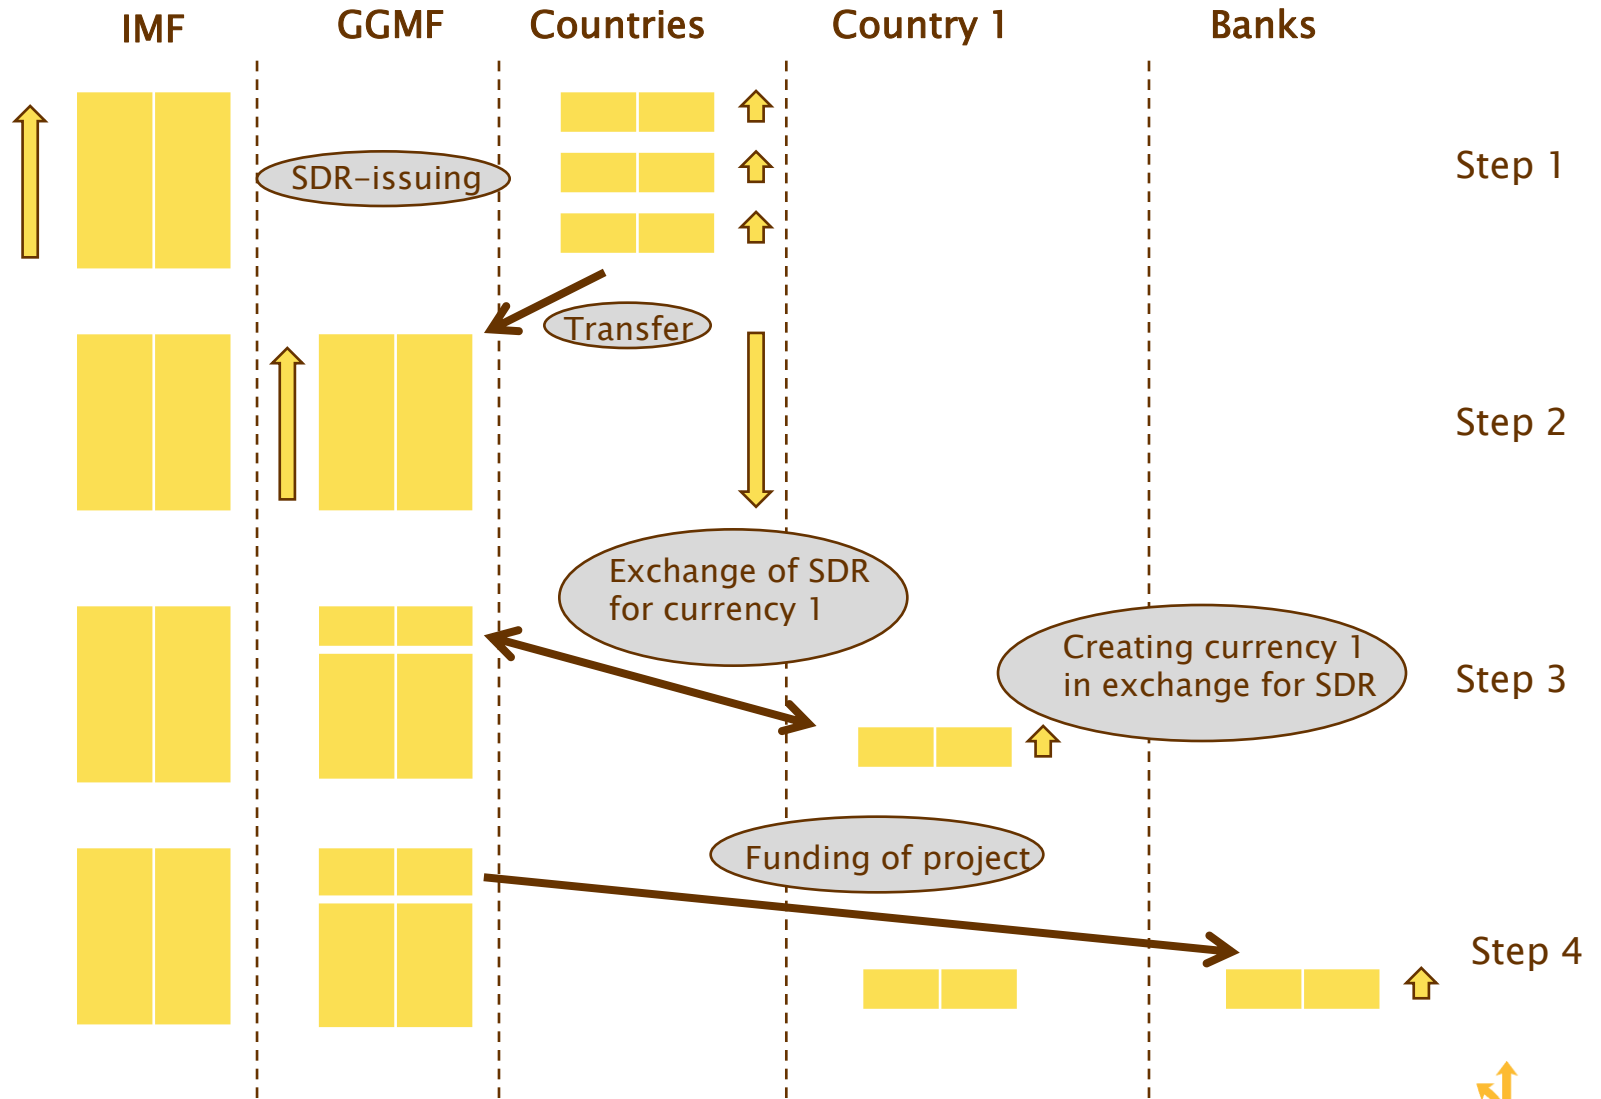 IMF GGMF Countries Country 1 Banks
SDR-issuing
Step 1
Transfer
Step 2
Exchange of SDR
for currency 1
Creating currency 1
in exchange for SDR
Step 3
Funding of project
Step 4